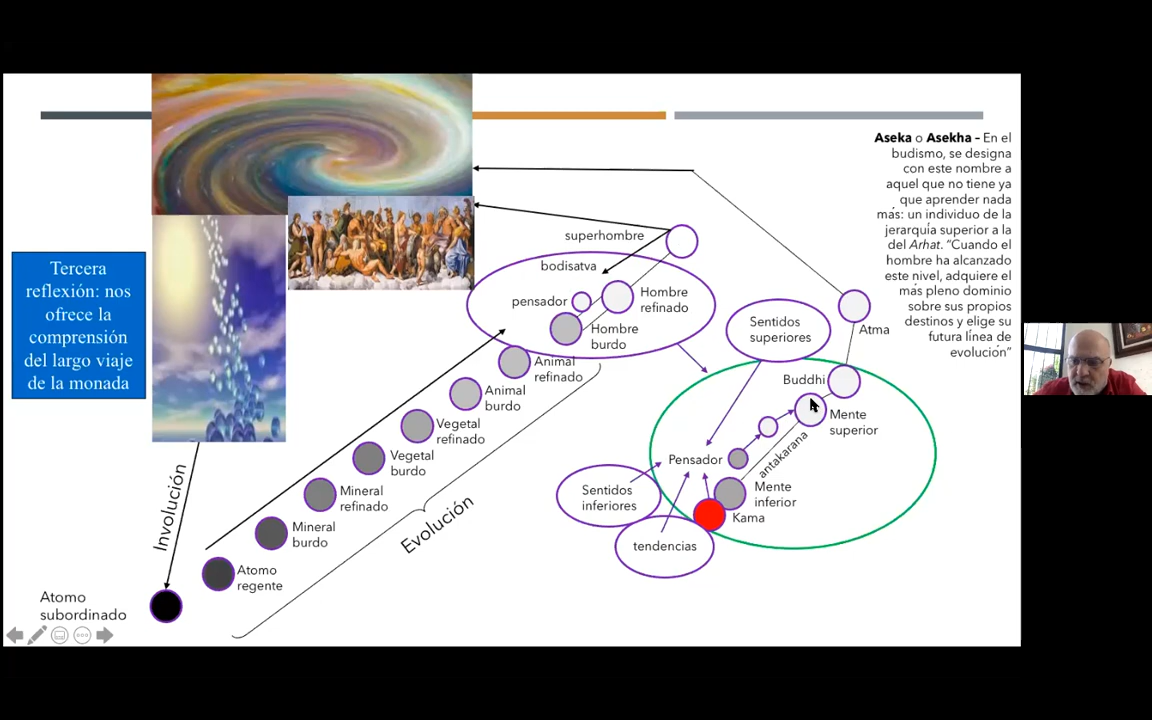 Aseka o Asekha – En el
budismo, se designa
con este nombre a
aquel que no tiene ya
que aprender nada
más: un individuo de la
jerarquía superior a la
del Arhat. "Cuando el
hombre ha alcanzado
este nivel, adquiere el
más pleno dominio
sobre sus propios
destinos y elige su
futura línea de
evolución"
Tercera
reflexión: nos
ofrece la
comprensión
del largo viaje
de la monada
superhombre
bodisatva
pensador
Hombre
refinado
Hombre
burdo
Animal
refinado
Animal
burdo
Vegetal
refinado
Vegetal
burdo
Mineral
refinado
Mineral
burdo
Atomo
regente
Atomo
subordinado
Involución
Evolución
Sentidos
superiores
Atma
Buddhi
Mente
superior
antakarana
Pensador
Mente
inferior
Kama
Sentidos
inferiores
tendencias